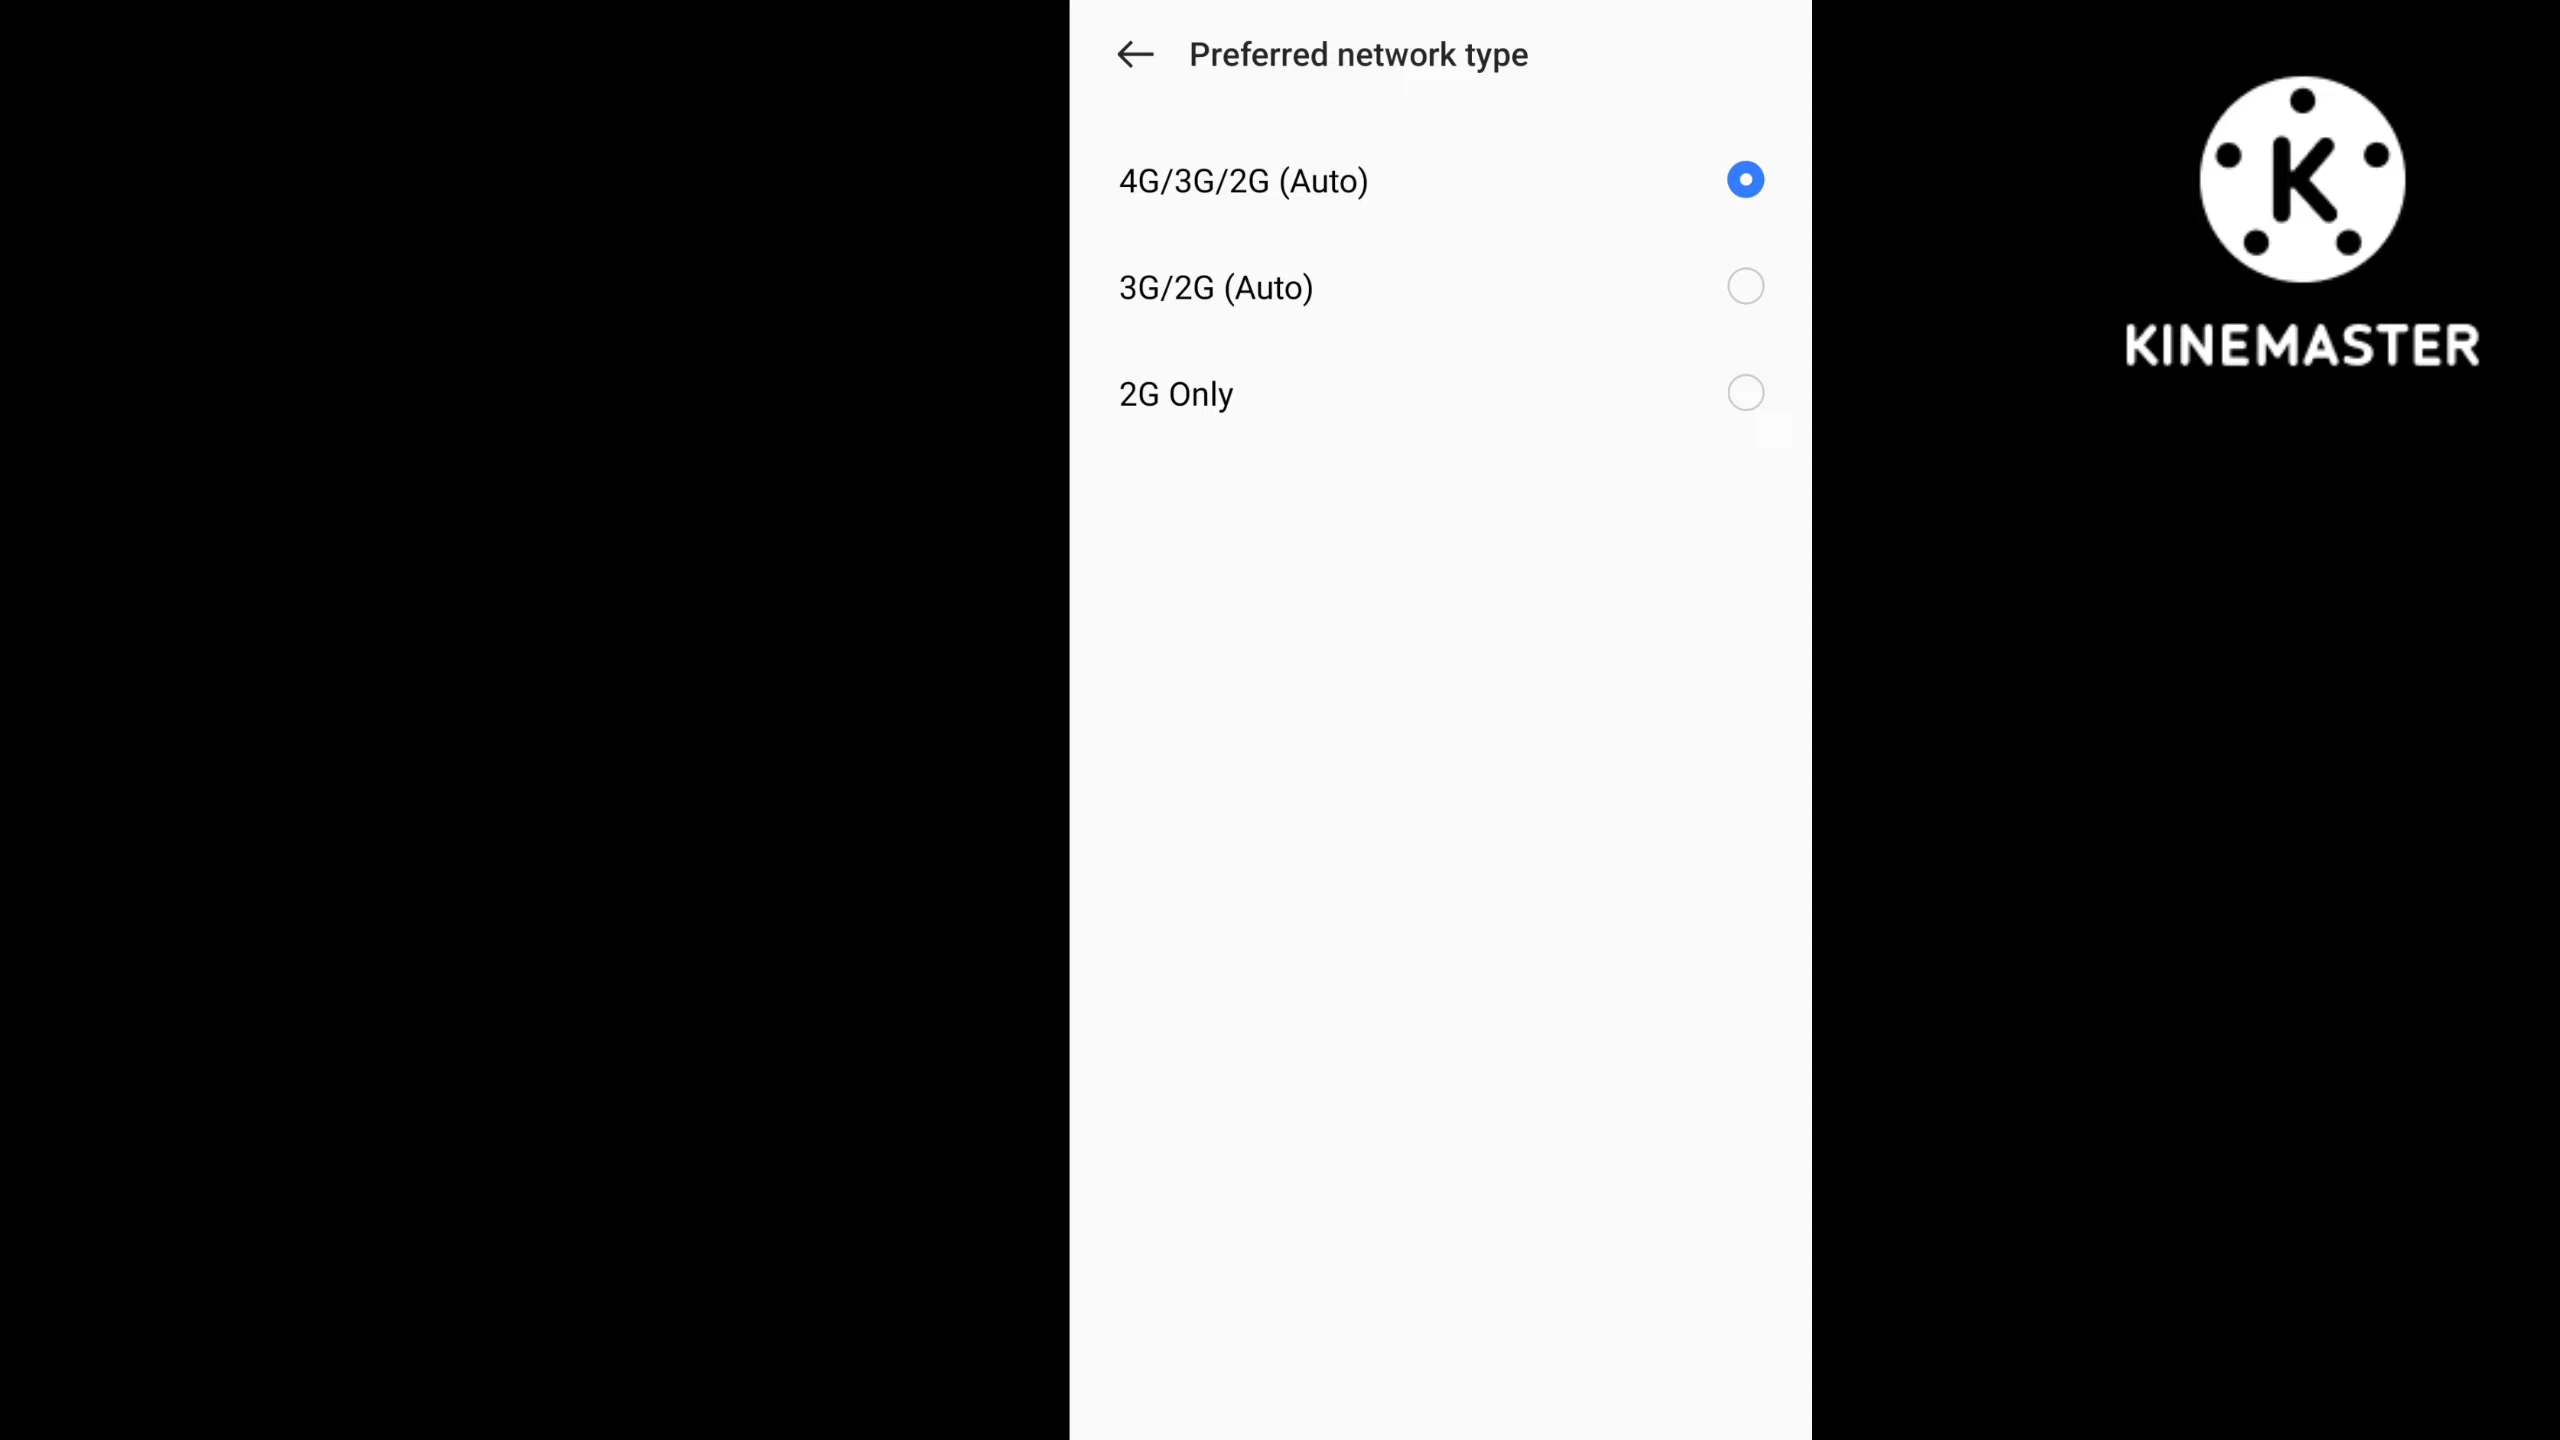 Preferred network type
4G/3G/2G (Auto)
3G/2G (Auto)
2G Only
K
KINEMASTER